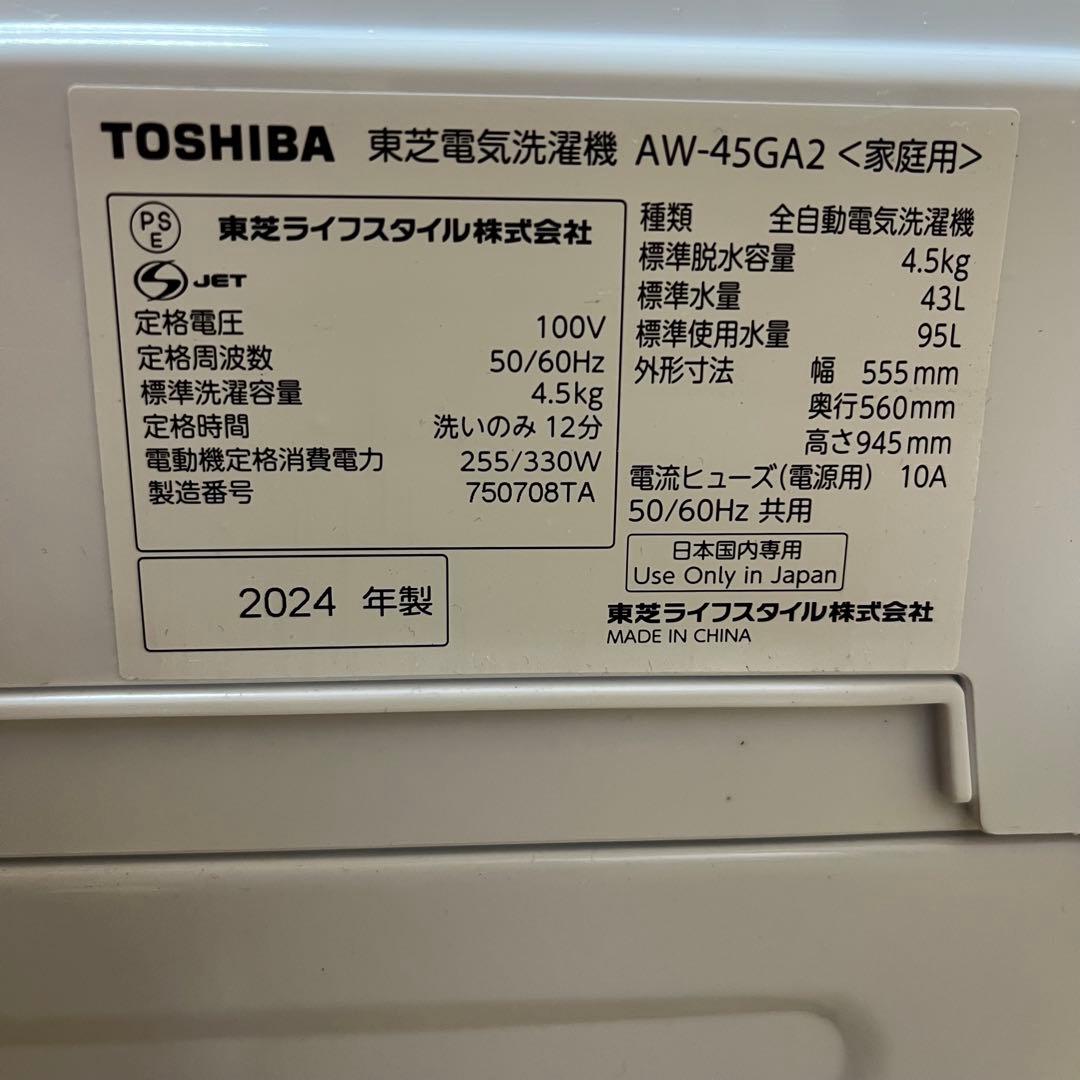 TOSHIBA 東芝電気洗濯機 AW-45GA2 <家庭用>
PSE 東芝ライフスタイル株式会社
S JET
定格電圧 100V
定格周波数 50/60Hz
標準洗濯容量 4.5kg
定格時間 洗いのみ 12分
電動機定格消費電力 255/330W
製造番号 750708TA
2024 年製
種類 全自動電気洗濯機
標準脱水容量 4.5kg
標準水量 43L
標準使用水量 95L
外形寸法 幅 555mm
奥行560mm
高さ945mm
電流ヒューズ(電源用) 10A
50/60Hz 共用
日本国内専用
Use Only in Japan
東芝ライフスタイル株式会社
MADE IN CHINA